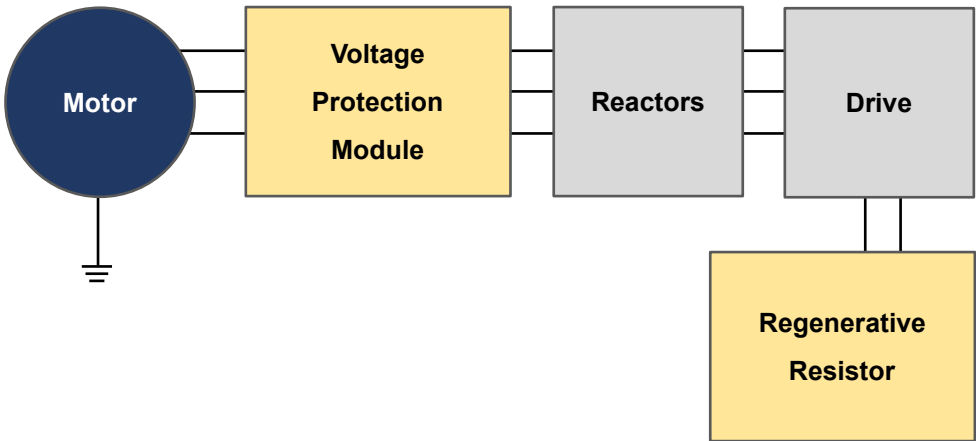 Motor
Voltage
Protection
Module
Reactors
Drive
Regenerative
Resistor